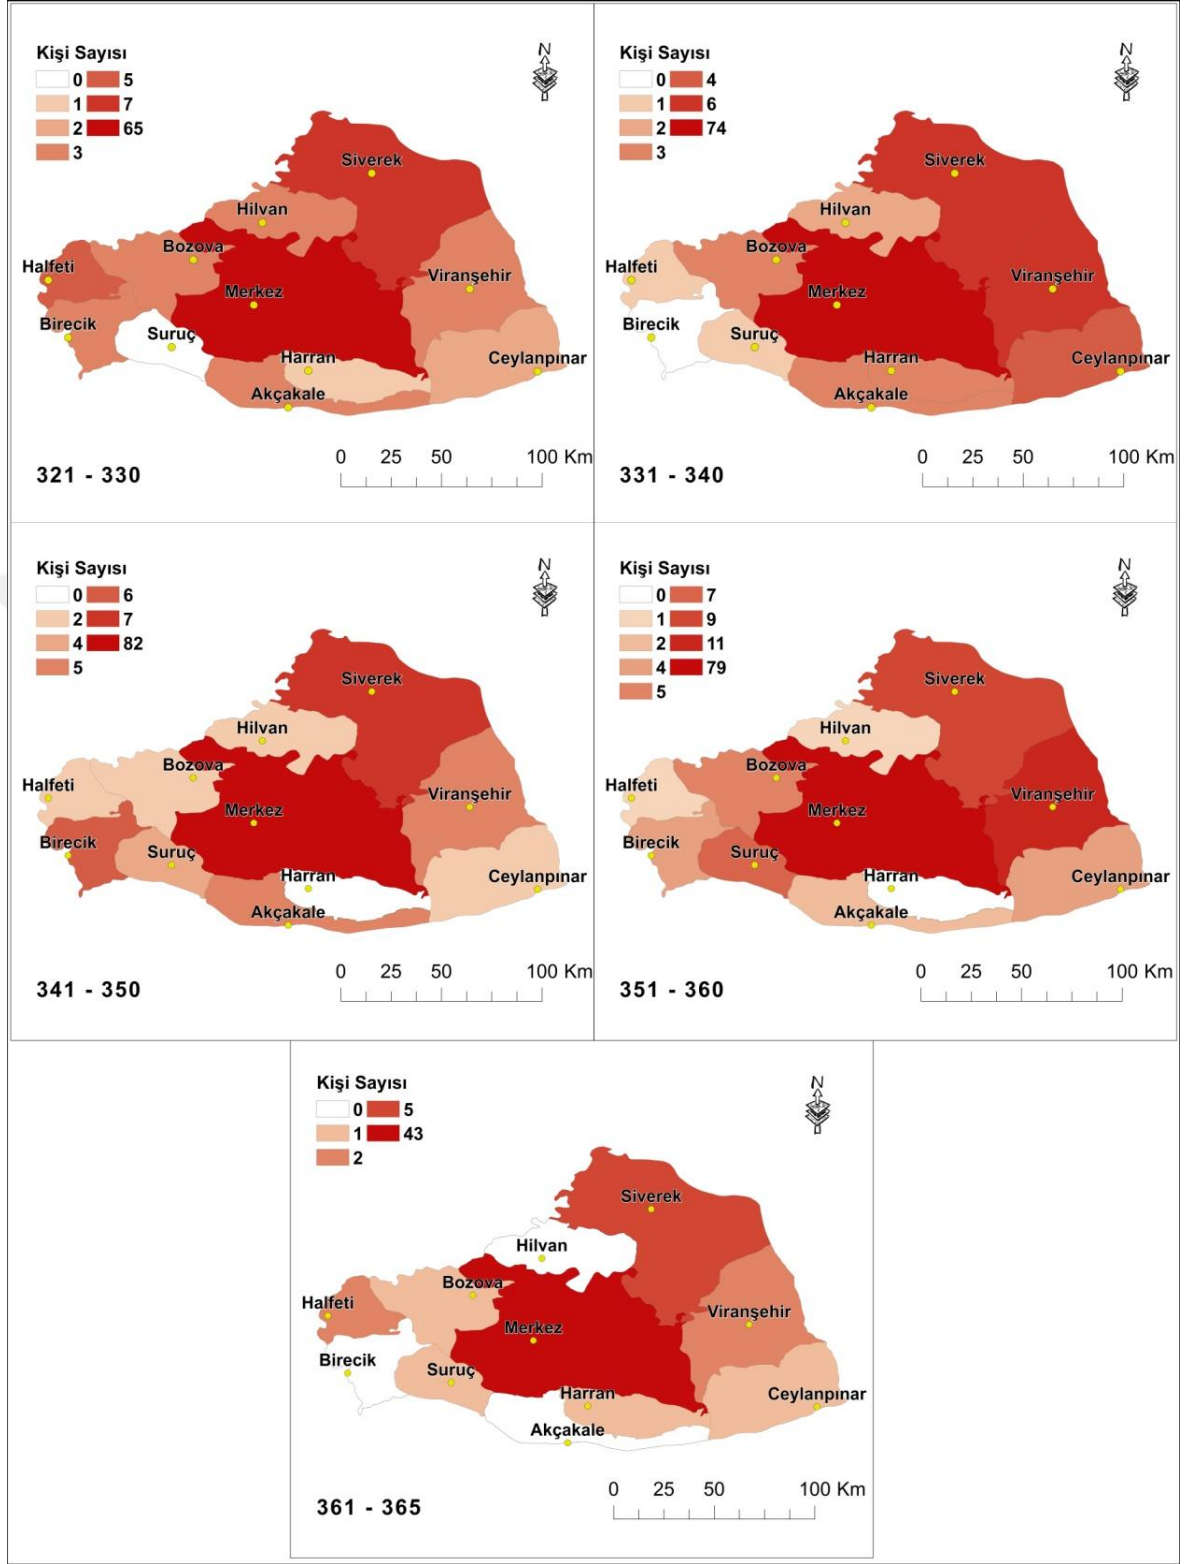 Kişi Sayısı
N
0 5
1 7
2 65
3
Siverek
Hilvan
Bozova
Halfeti
Viranşehir
Merkez
Birecik
Suruç
Harran
Ceylanpınar
Akçakale
0 25 50 100 Km
321 - 330
Kişi Sayısı
N
0 4
1 6
2 74
3
Siverek
Hilvan
Bozova
Halfeti
Viranşehir
Merkez
Birecik
Suruç
Harran
Ceylanpınar
Akçakale
0 25 50 100 Km
331 - 340
Kişi Sayısı
N
0 6
2 7
4 82
5
Siverek
Hilvan
Bozova
Halfeti
Viranşehir
Merkez
Birecik
Suruç
Harran
Ceylanpınar
Akçakale
0 25 50 100 Km
341 - 350
Kişi Sayısı
N
0 7
1 9
2 11
4 79
5
Siverek
Hilvan
Bozova
Halfeti
Viranşehir
Merkez
Birecik
Suruç
Harran
Ceylanpınar
Akçakale
0 25 50 100 Km
351 - 360
Kişi Sayısı
N
0 5
1 43
2
Siverek
Hilvan
Bozova
Halfeti
Viranşehir
Merkez
Birecik
Suruç
Harran
Ceylanpınar
Akçakale
0 25 50 100 Km
361 - 365